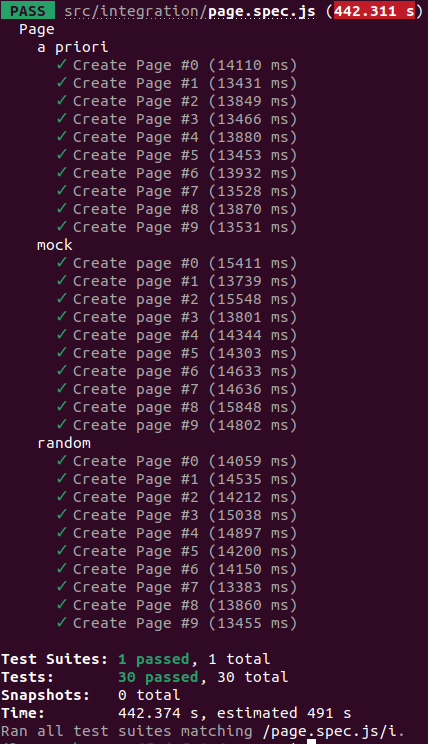 PASS src/integration/page.spec.js (442.311 s)
Page
a priori
✓ Create Page #0 (14110 ms)
✓ Create Page #1 (13431 ms)
✓ Create Page #2 (13849 ms)
✓ Create Page #3 (13466 ms)
✓ Create Page #4 (13880 ms)
✓ Create Page #5 (13453 ms)
✓ Create Page #6 (13932 ms)
✓ Create Page #7 (13528 ms)
✓ Create Page #8 (13870 ms)
✓ Create Page #9 (13531 ms)
mock
✓ Create page #0 (15411 ms)
✓ Create page #1 (13739 ms)
✓ Create page #2 (15548 ms)
✓ Create page #3 (13801 ms)
✓ Create page #4 (14344 ms)
✓ Create page #5 (14303 ms)
✓ Create page #6 (14633 ms)
✓ Create page #7 (14636 ms)
✓ Create page #8 (15848 ms)
✓ Create page #9 (14802 ms)
random
✓ Create Page #0 (14059 ms)
✓ Create Page #1 (14535 ms)
✓ Create Page #2 (14212 ms)
✓ Create Page #3 (15038 ms)
✓ Create Page #4 (14897 ms)
✓ Create Page #5 (14200 ms)
✓ Create Page #6 (14150 ms)
✓ Create Page #7 (13383 ms)
✓ Create Page #8 (13860 ms)
✓ Create Page #9 (13455 ms)
Test Suites: 1 passed, 1 total
Tests: 30 passed, 30 total
Snapshots: 0 total
Time: 442.374 s, estimated 491 s
Ran all test suites matching /page.spec.js/i.